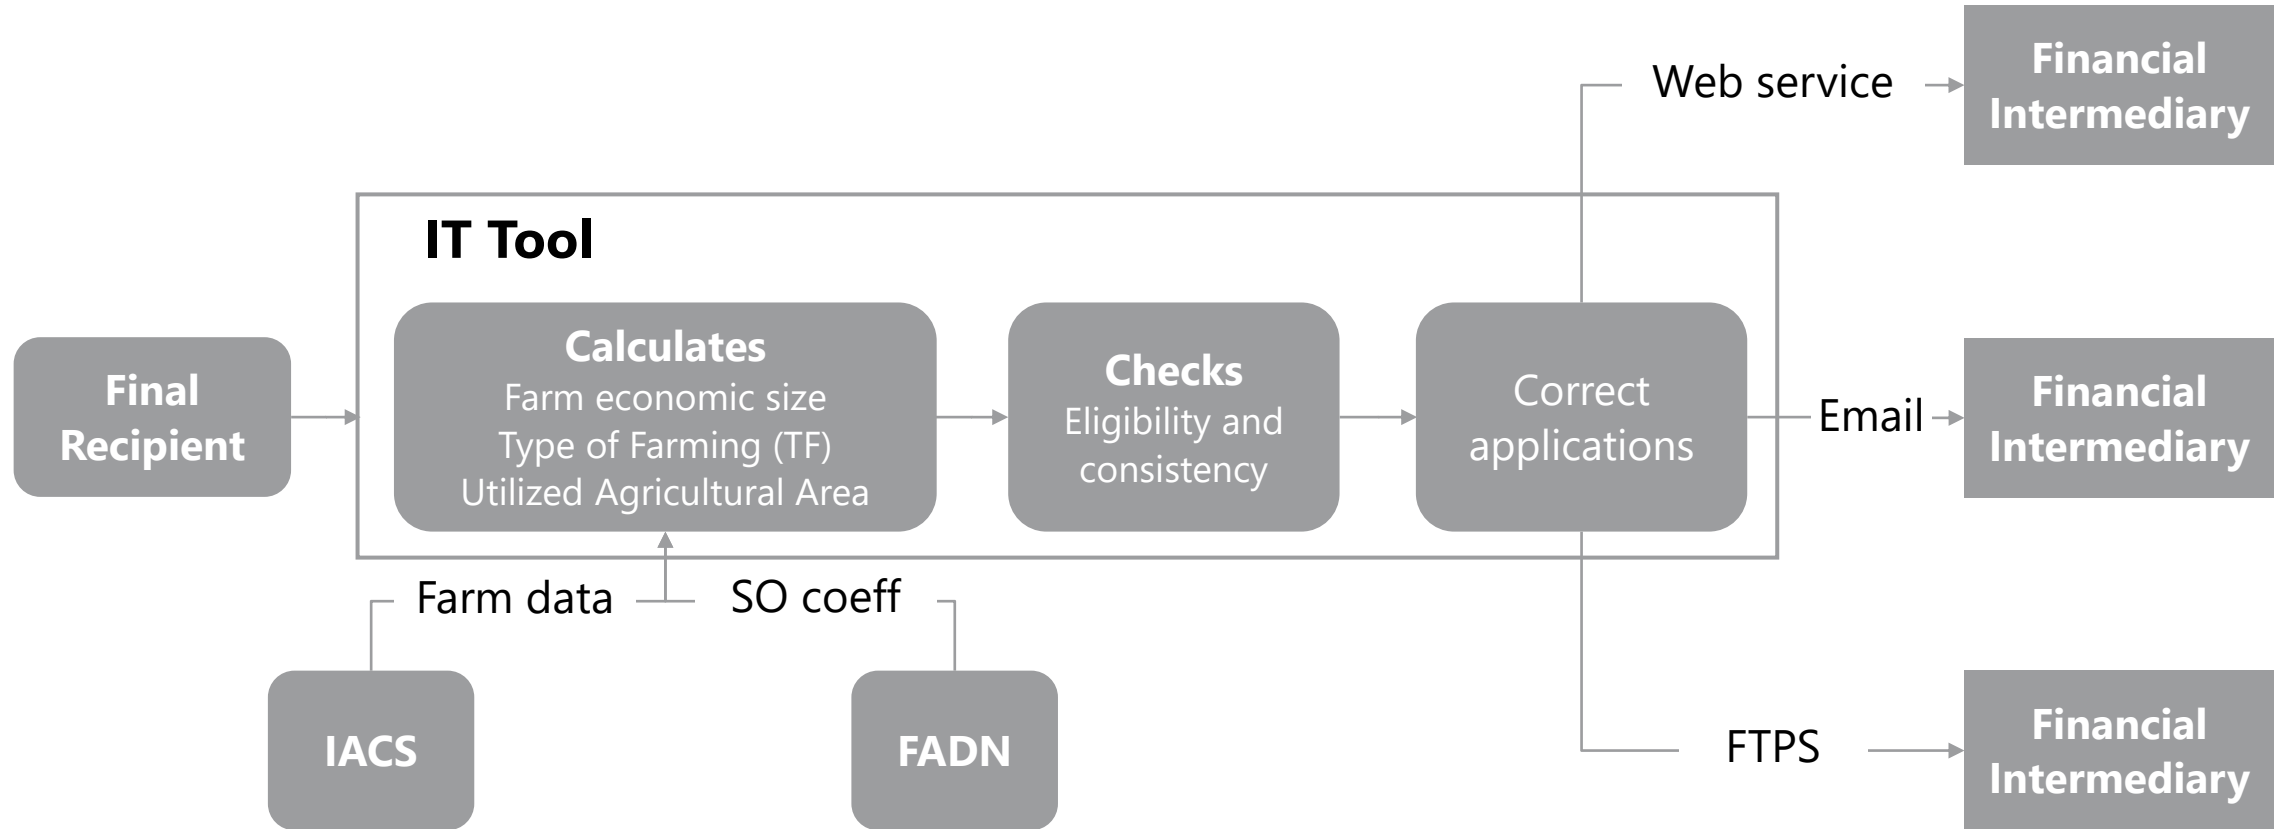 Web service
Financial
Intermediary
IT Tool
Final
Recipient
Calculates
Farm economic size
Type of Farming (TF)
Utilized Agricultural Area
Checks
Eligibility and
consistency
Correct
applications
Email
Financial
Intermediary
Farm data
SO coeff
IACS
FADN
FTPS
Financial
Intermediary